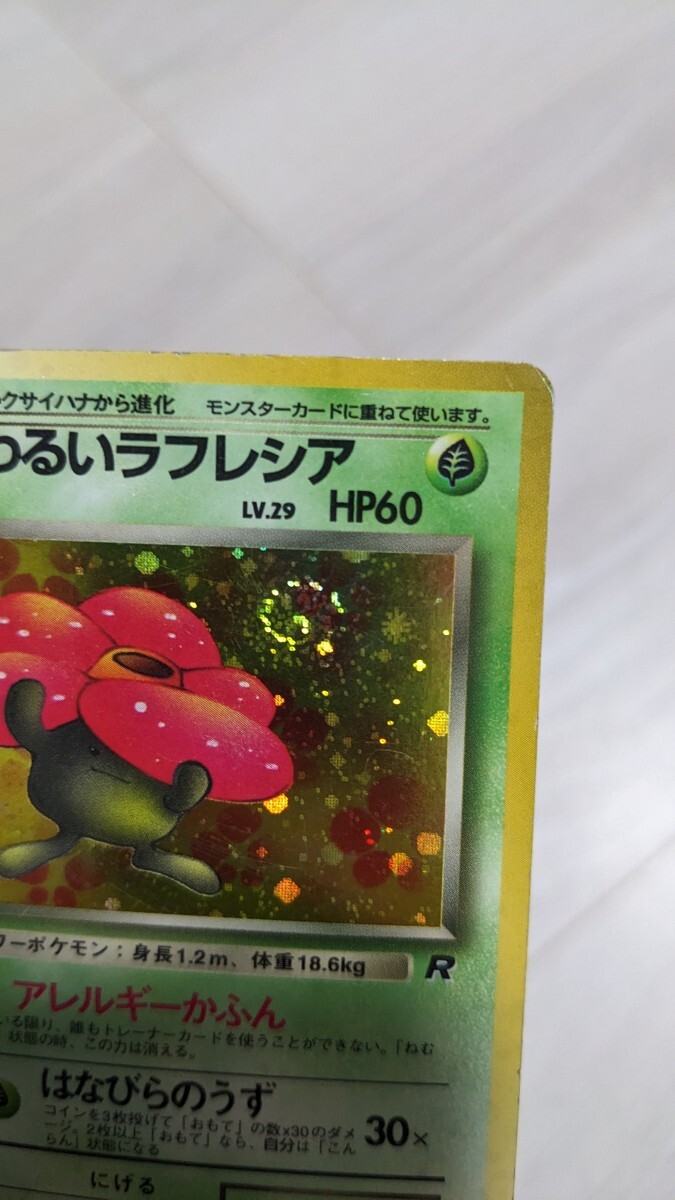 クサイハナから進化 モンスターカードに重ねて使います。
わるいラフレシア
LV.29 HP60
ワーポケモン；身長1.2m、体重18.6kg
R
アレルギーかふん
いる限り、誰もトレーナーカードを使うことができない。「ねむ
状態の時、この力は消える。
はなびらのうず
30×
コインを3枚投げて「おもて」の数×30のダメ
ージ。2枚以上「おもて」なら、自分は「こん
らん」状態になる
にげる